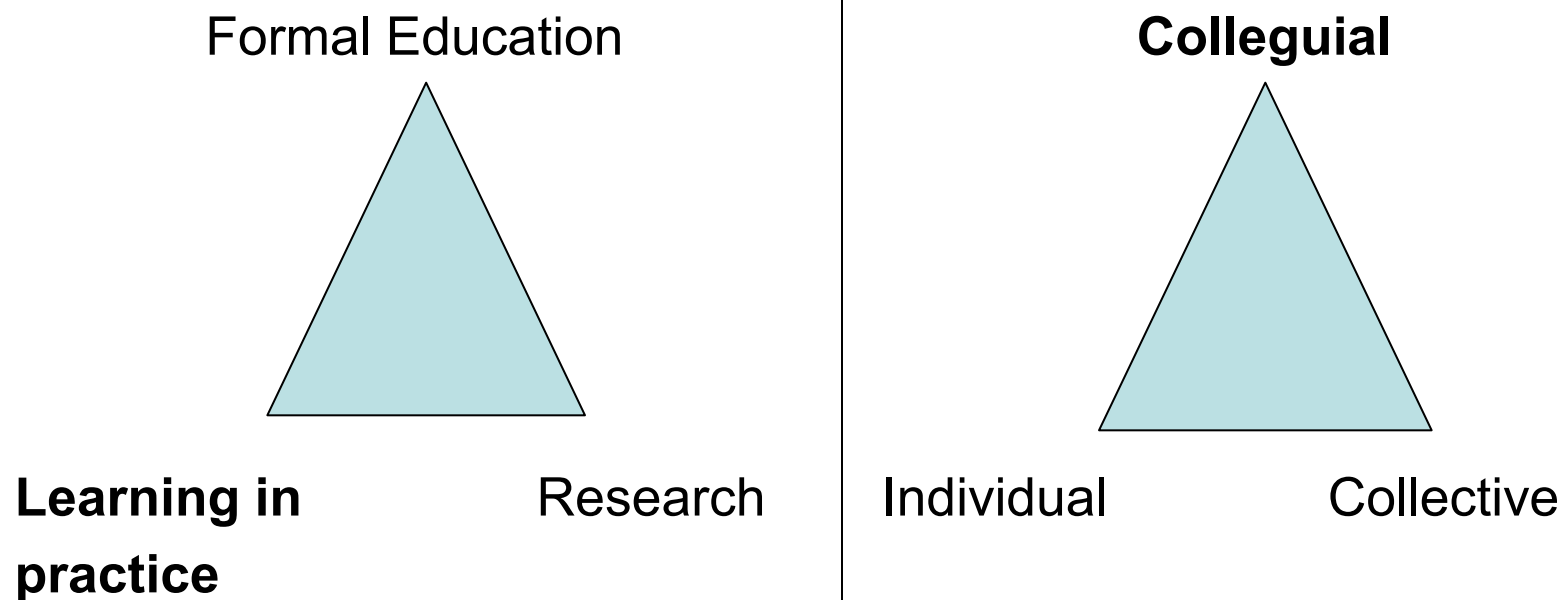 Formal Education
Learning in
practice
Research
Colleguial
Individual
Collective